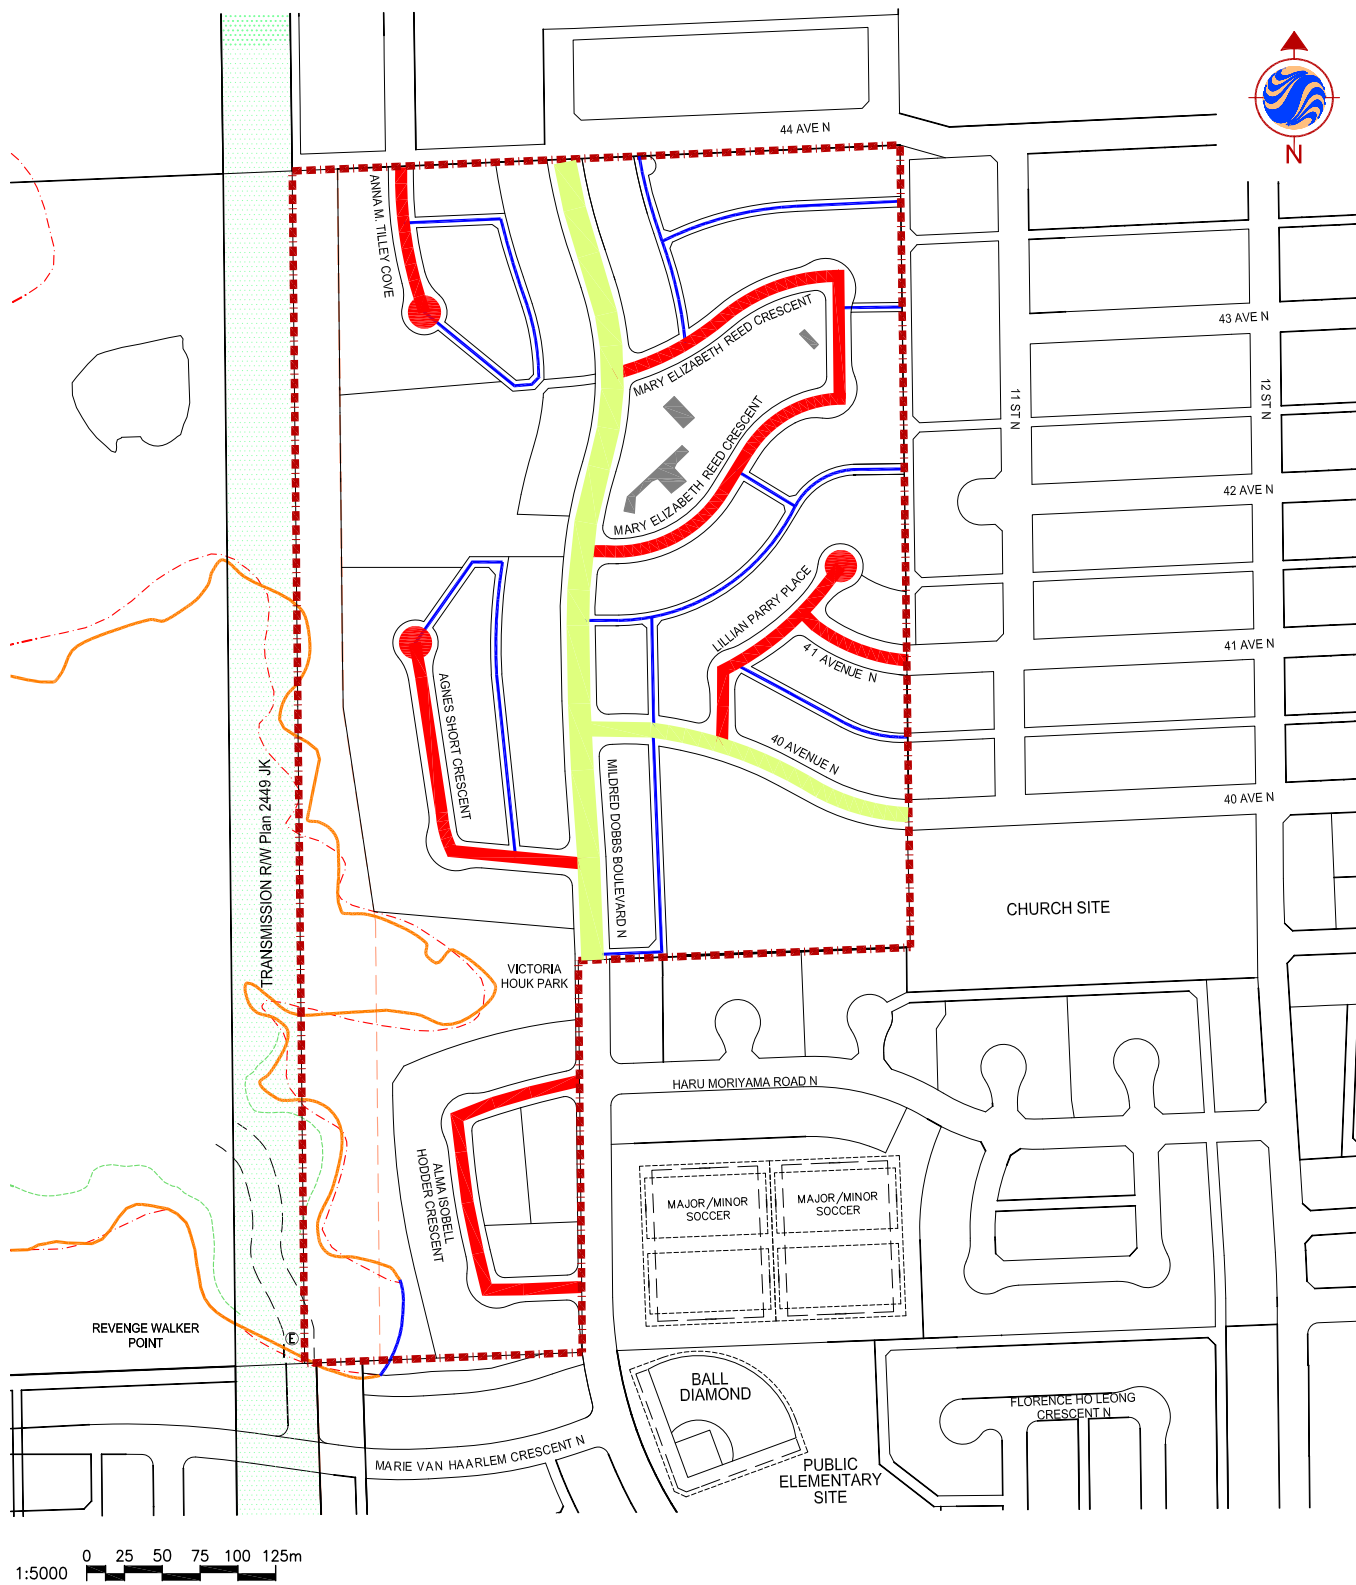 44 AVE N
N
ANNA M. TILLEY COVE
MARY ELIZABETH REED CRESCENT
43 AVE N
11 ST N
12 ST N
MARY ELIZABETH REED CRESCENT
42 AVE N
LILLIAN PARRY PLACE
41 AVENUE N
41 AVE N
AGNES SHORT CRESCENT
40 AVENUE N
MILDRED DOBBS BOULEVARD N
40 AVE N
TRANSMISSION R/W Plan 2449 JK
CHURCH SITE
VICTORIA
HOUK PARK
HARU MORIYAMA ROAD N
ALMA ISOBELL
HODDER CRESCENT
MAJOR/MINOR
SOCCER
MAJOR/MINOR
SOCCER
REVENGE WALKER
POINT
E
BALL
DIAMOND
FLORENCE HO LEONG
CRESCENT N
MARIE VAN HAARLEM CRESCENT N
PUBLIC
ELEMENTARY
SITE
0 25 50 75 100 125m
1:5000